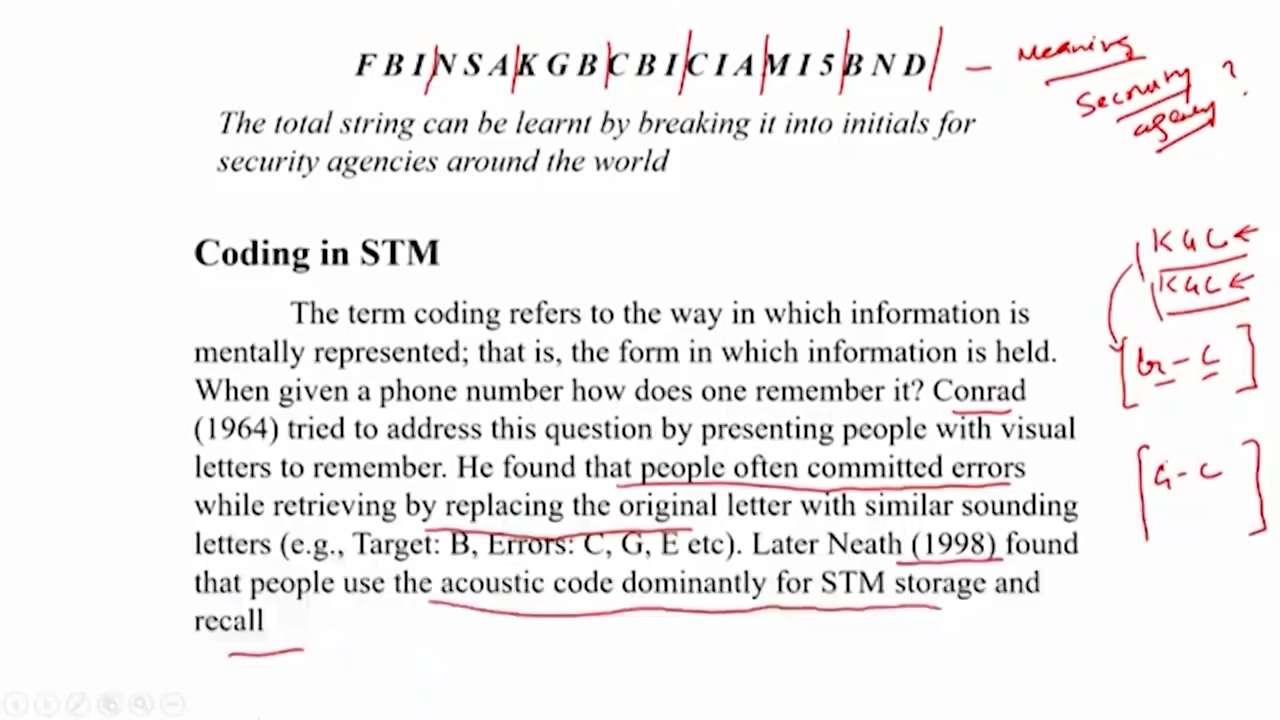 F B I N S A K G B C B I C I A M I 5 B N D
Meaning
Security
agency ?
The total string can be learnt by breaking it into initials for
security agencies around the world
Coding in STM
The term coding refers to the way in which information is
mentally represented; that is, the form in which information is held.
When given a phone number how does one remember it? Conrad
(1964) tried to address this question by presenting people with visual
letters to remember. He found that people often committed errors
while retrieving by replacing the original letter with similar sounding
letters (e.g., Target: B, Errors: C, G, E etc). Later Neath (1998) found
that people use the acoustic code dominantly for STM storage and
recall
K G C
K G C
G - C
G - C